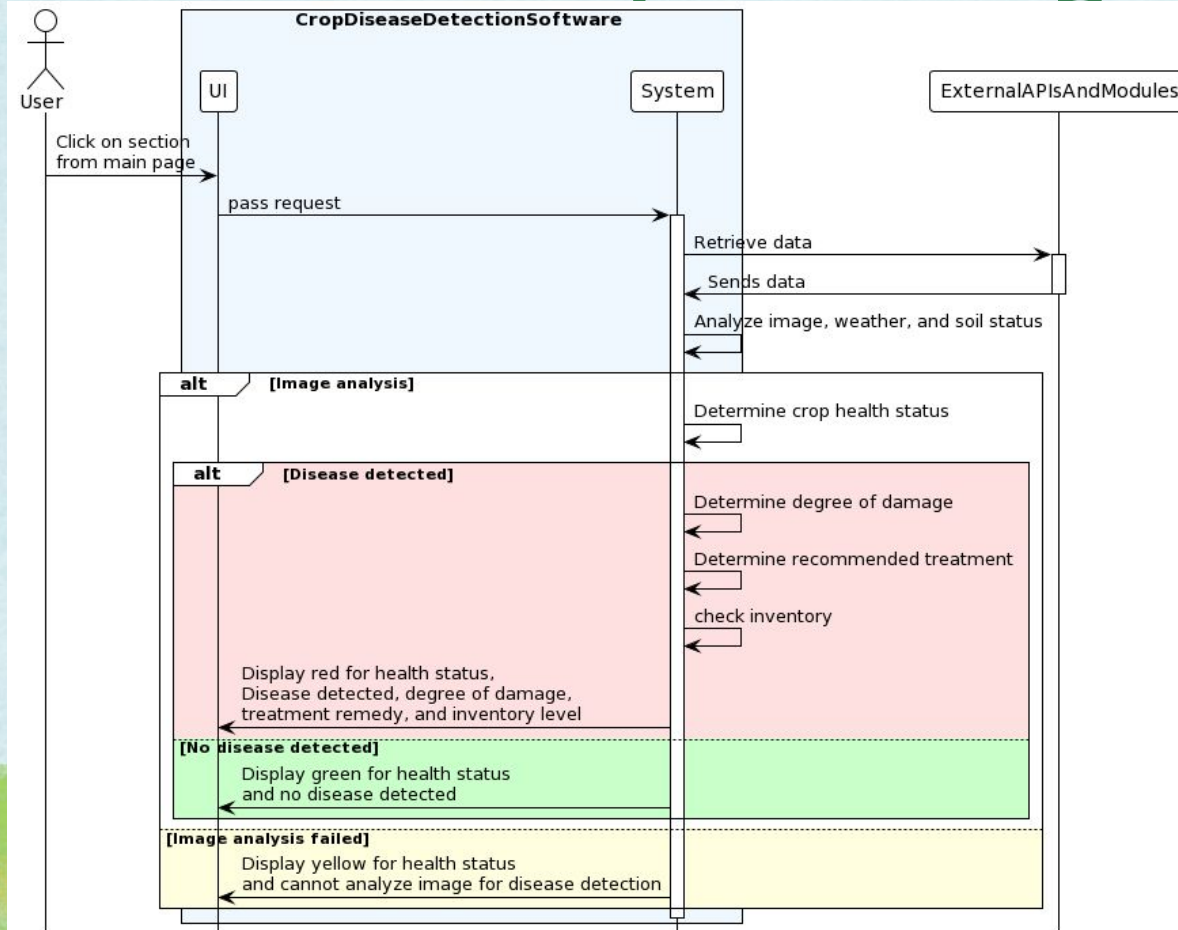 CropDiseaseDetectionSoftware
User
UI
System
ExternalAPIsAndModules
Click on section
from main page
pass request
Retrieve data
Sends data
Analyze image, weather, and soil status
alt [Image analysis]
Determine crop health status
alt [Disease detected]
Determine degree of damage
Determine recommended treatment
check inventory
Display red for health status,
Disease detected, degree of damage,
treatment remedy, and inventory level
[No disease detected]
Display green for health status
and no disease detected
[Image analysis failed]
Display yellow for health status
and cannot analyze image for disease detection